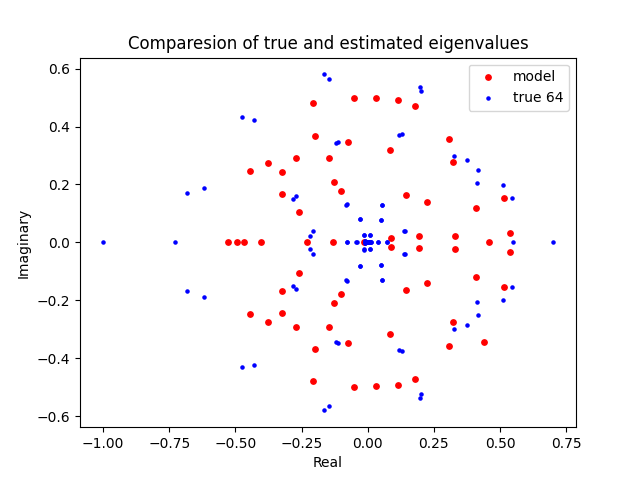 Comparesion of true and estimated eigenvalues
model
true 64
0.6
0.4
0.2
0.0
−0.2
−0.4
−0.6
Imaginary
−1.00 −0.75 −0.50 −0.25 0.00 0.25 0.50 0.75
Real